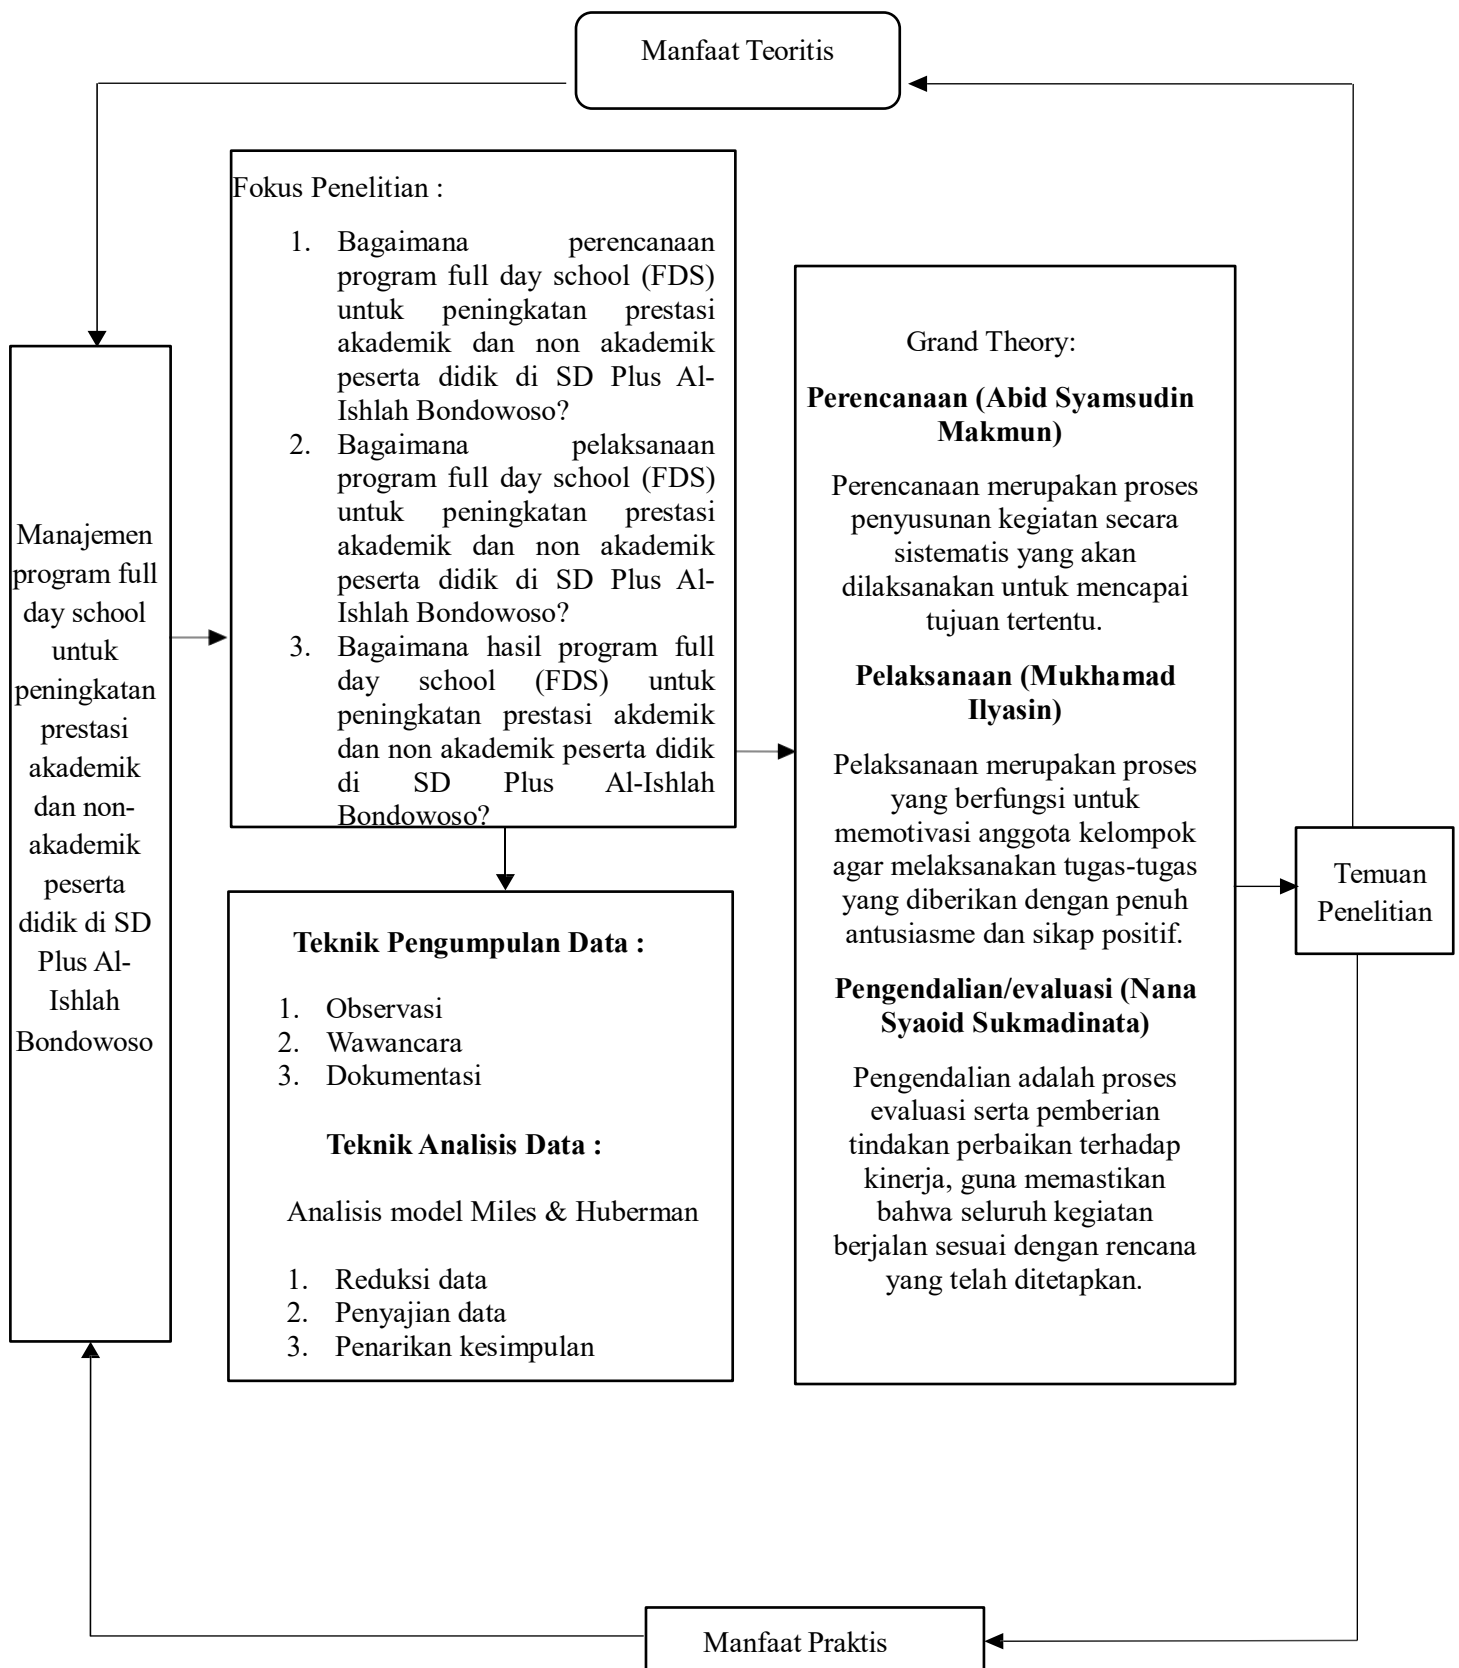 Manfaat Teoritis
Fokus Penelitian :
1. Bagaimana perencanaan
program full day school (FDS)
untuk peningkatan prestasi
akademik dan non akademik
peserta didik di SD Plus Al-
Ishlah Bondowoso?
2. Bagaimana pelaksanaan
program full day school (FDS)
untuk peningkatan prestasi
akademik dan non akademik
peserta didik di SD Plus Al-
Ishlah Bondowoso?
3. Bagaimana hasil program full
day school (FDS) untuk
peningkatan prestasi akdemik
dan non akademik peserta didik
di SD Plus Al-Ishlah
Bondowoso?
Manajemen
program full
day school
untuk
peningkatan
prestasi
akademik
dan non-
akademik
peserta
didik di SD
Plus Al-
Ishlah
Bondowoso
Grand Theory:
Perencanaan (Abid Syamsudin
Makmun)
Perencanaan merupakan proses
penyusunan kegiatan secara
sistematis yang akan
dilaksanakan untuk mencapai
tujuan tertentu.
Pelaksanaan (Mukhamad
Ilyasin)
Pelaksanaan merupakan proses
yang berfungsi untuk
memotivasi anggota kelompok
agar melaksanakan tugas-tugas
yang diberikan dengan penuh
antusiasme dan sikap positif.
Pengendalian/evaluasi (Nana
Syaoid Sukmadinata)
Pengendalian adalah proses
evaluasi serta pemberian
tindakan perbaikan terhadap
kinerja, guna memastikan
bahwa seluruh kegiatan
berjalan sesuai dengan rencana
yang telah ditetapkan.
Temuan
Penelitian
Teknik Pengumpulan Data :
1. Observasi
2. Wawancara
3. Dokumentasi
Teknik Analisis Data :
Analisis model Miles & Huberman
1. Reduksi data
2. Penyajian data
3. Penarikan kesimpulan
Manfaat Praktis